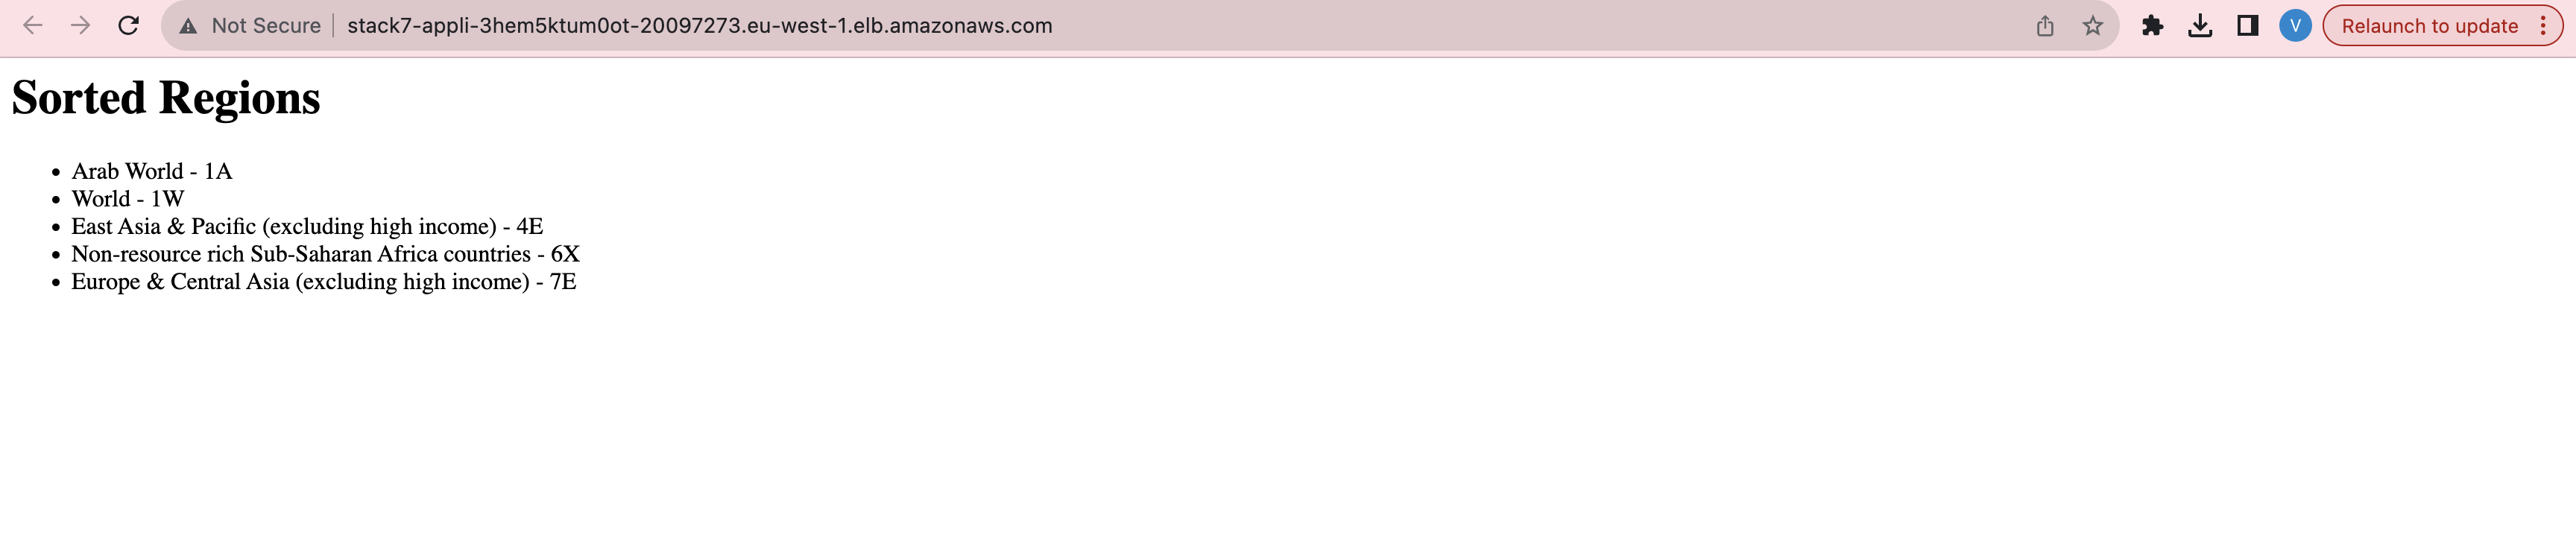 Not Secure stack7-appli-3hem5ktum0ot-20097273.eu-west-1.elb.amazonaws.com V Relaunch to update
Sorted Regions
Arab World - 1A
World - 1W
East Asia & Pacific (excluding high income) - 4E
Non-resource rich Sub-Saharan Africa countries - 6X
Europe & Central Asia (excluding high income) - 7E